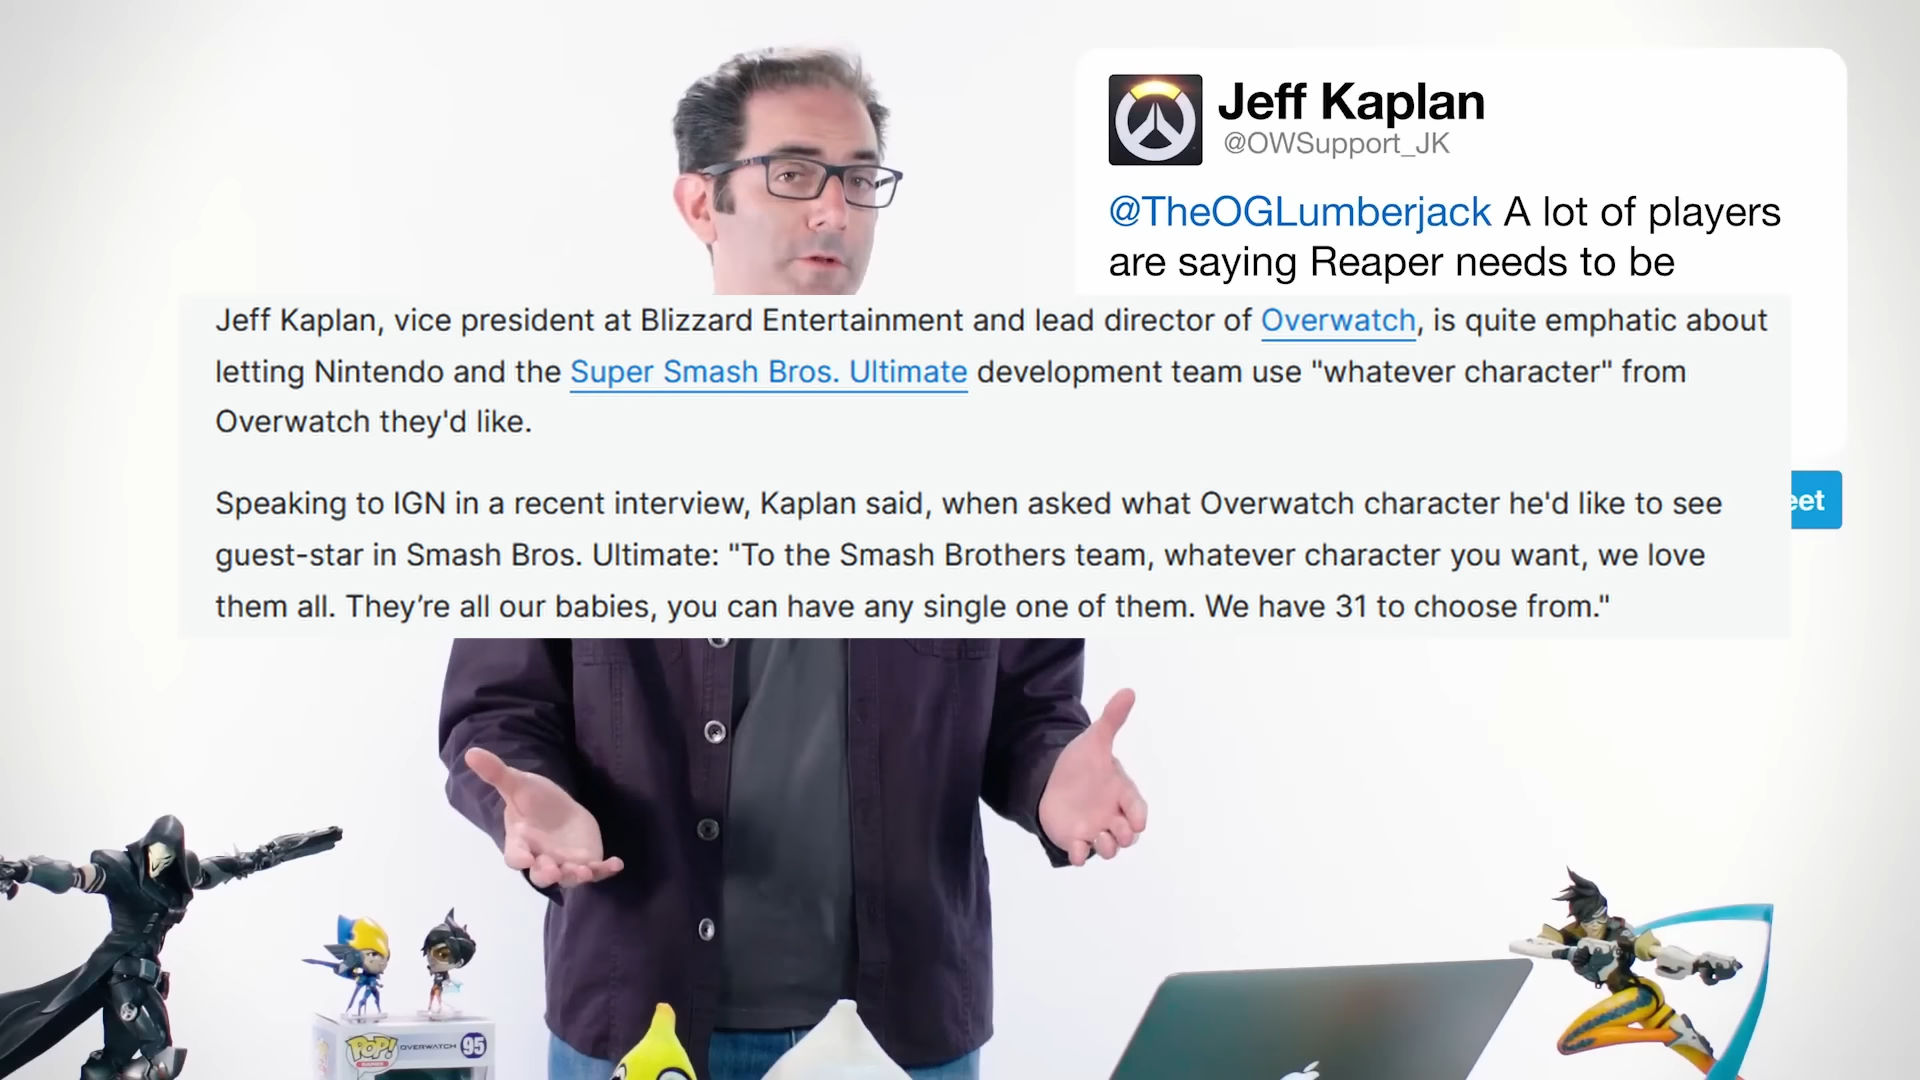 Jeff Kaplan
@OWSupport_JK
@TheOGLumberjack A lot of players
are saying Reaper needs to be
Jeff Kaplan, vice president at Blizzard Entertainment and lead director of Overwatch, is quite emphatic about
letting Nintendo and the Super Smash Bros. Ultimate development team use "whatever character" from
Overwatch they'd like.
Speaking to IGN in a recent interview, Kaplan said, when asked what Overwatch character he'd like to see
guest-star in Smash Bros. Ultimate: "To the Smash Brothers team, whatever character you want, we love
them all. They’re all our babies, you can have any single one of them. We have 31 to choose from."
eet
POP!
OVERWATCH 95